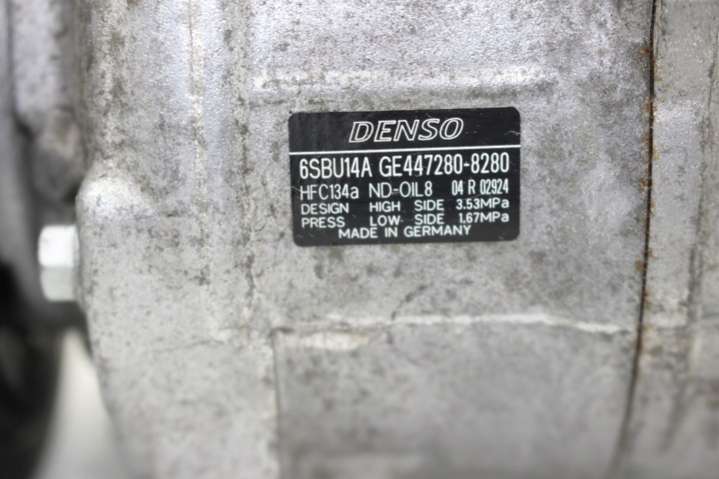 DENSO
6SBU14A GE447280-8280
HFC134a ND-OIL8 04 R 02924
DESIGN HIGH SIDE 3.53MPa
PRESS LOW SIDE 1.67MPa
MADE IN GERMANY